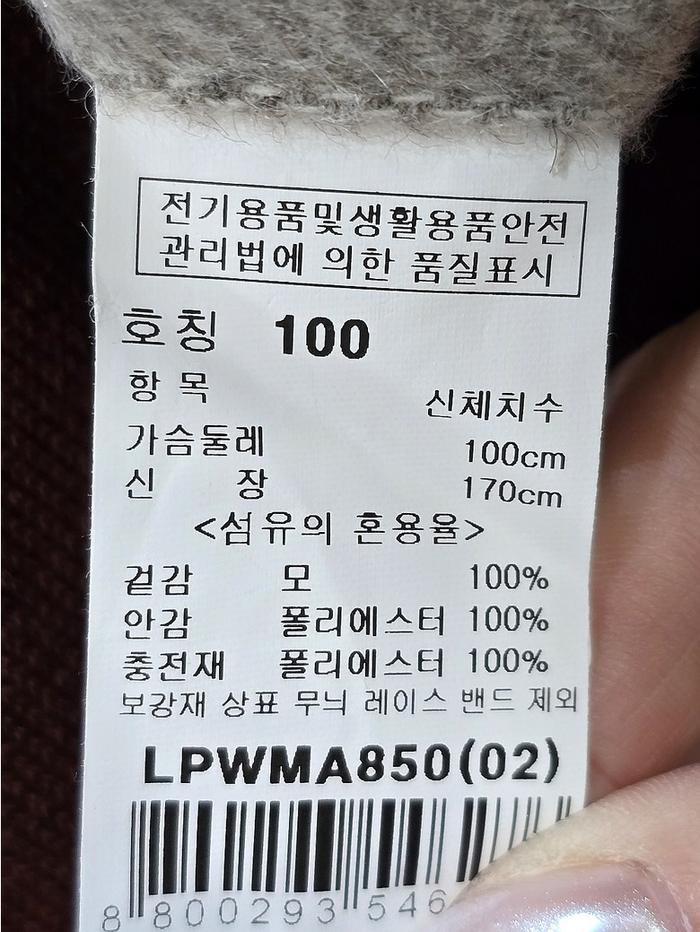 전기용품및생활용품안전
관리법에 의한 품질표시
호칭 100
항 목 신체치수
가슴둘레 100cm
신 장 170cm
<섬유의 혼용율>
겉감 모 100%
안감 폴리에스터 100%
충전재 폴리에스터 100%
보강재 상표 무늬 레이스 밴드 제외
LPWMA850(02)
8 800293 546